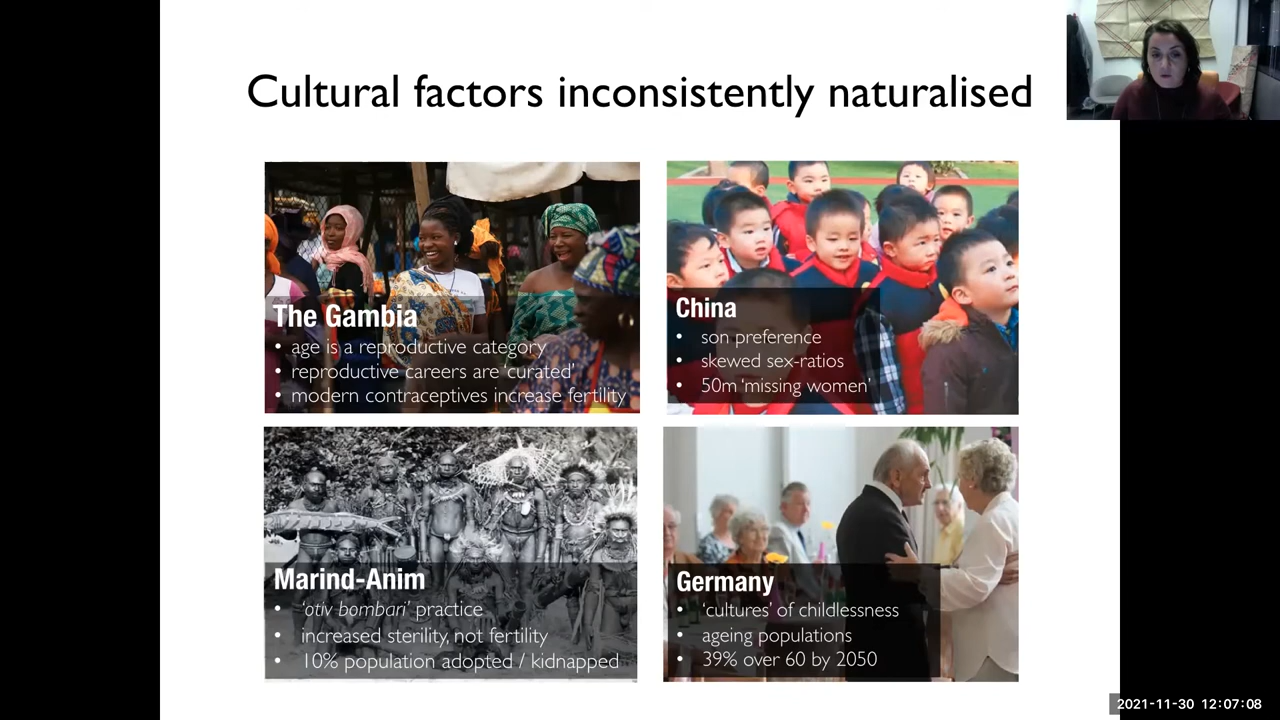 Cultural factors inconsistently naturalised
The Gambia
• age is a reproductive category
• reproductive careers are 'curated'
• modern contraceptives increase fertility
China
• son preference
• skewed sex-ratios
• 50m 'missing women'
Marind-Anim
• 'otiv bombari' practice
• increased sterility, not fertility
• 10% population adopted / kidnapped
Germany
• 'cultures' of childlessness
• ageing populations
• 39% over 60 by 2050
2021-11-30 12:07:08